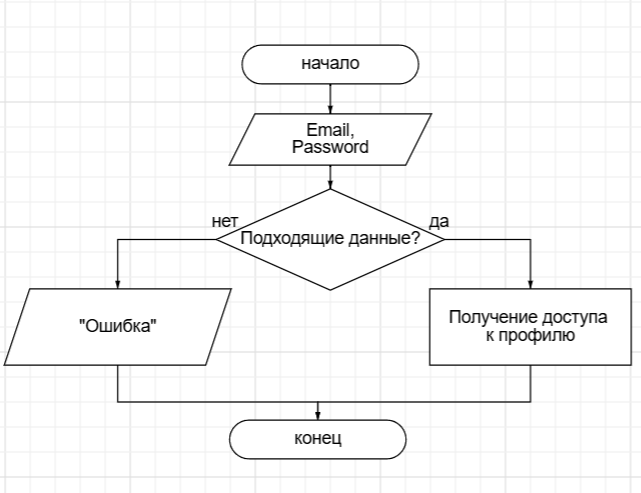 начало
Email,
Password
нет
да
Подходящие данные?
"Ошибка"
Получение доступа
к профилю
конец